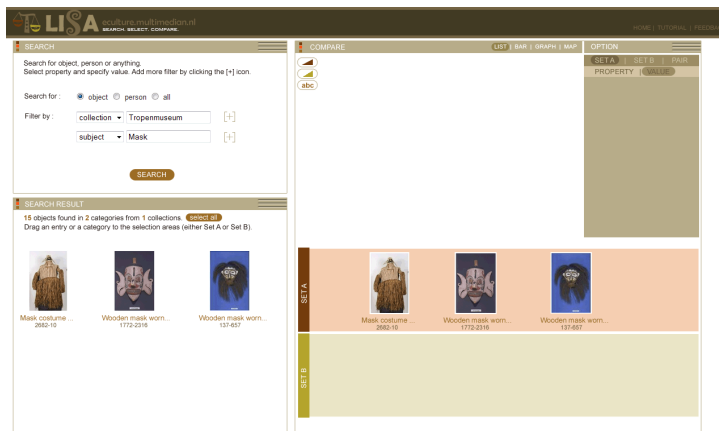 LISA eculture.multimedian.nl
SEARCH. SELECT. COMPARE.
HOME | TUTORIAL | FEEDBA
SEARCH
Search for object, person or anything.
Select property and specify value. Add more filter by clicking the [+] icon.
Search for : object person all
Filter by : collection Tropenmuseum [+]
subject Mask [+]
SEARCH
SEARCH RESULT
15 objects found in 2 categories from 1 collections. select all
Drag an entry or a category to the selection areas (either Set A or Set B).
Mask costume ... Wooden mask worn... Wooden mask worn...
2682-10 1772-2316 137-657
COMPARE LIST | BAR | GRAPH | MAP
abc
OPTION
SET A | SET B | PAIR
PROPERTY | VALUE
SET A
Mask costume ... Wooden mask worn... Wooden mask worn...
2682-10 1772-2316 137-657
SET B